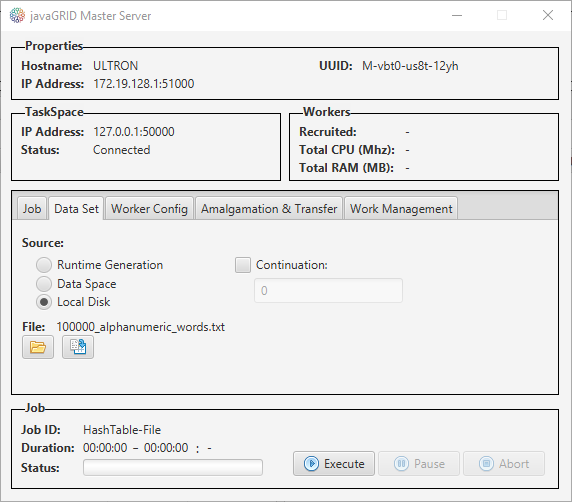 javaGRID Master Server
Properties
Hostname: ULTRON UUID: M-vbt0-us8t-12yh
IP Address: 172.19.128.1:51000
TaskSpace
IP Address: 127.0.0.1:50000
Status: Connected
Workers
Recruited: -
Total CPU (Mhz): -
Total RAM (MB): -
Job Data Set Worker Config Amalgamation & Transfer Work Management
Source:
Runtime Generation
Data Space
Local Disk
Continuation:
0
File: 100000_alphanumeric_words.txt
Job
Job ID: HashTable-File
Duration: 00:00:00 - 00:00:00 : -
Status:
Execute Pause Abort